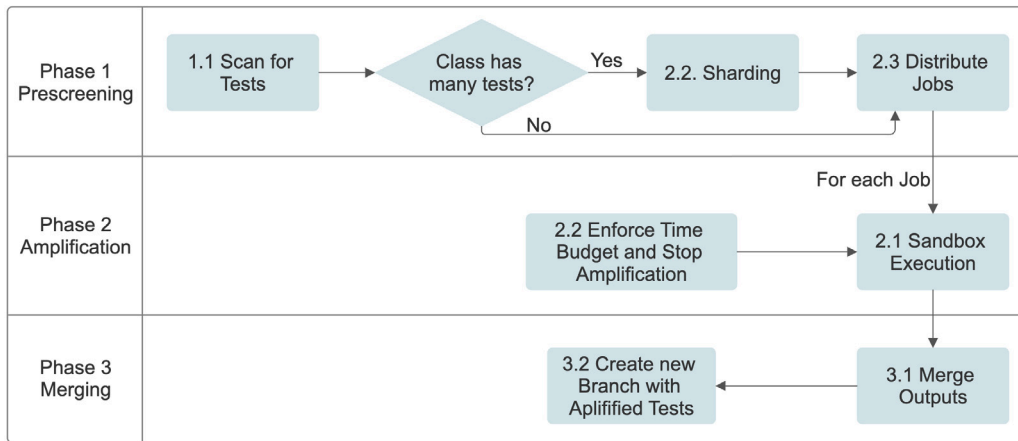 Phase 1
Prescreening
1.1 Scan for
Tests
Class has
many tests?
Yes
2.2. Sharding
2.3 Distribute
Jobs
No
For each Job
Phase 2
Amplification
2.2 Enforce Time
Budget and Stop
Amplification
2.1 Sandbox
Execution
Phase 3
Merging
3.2 Create new
Branch with
Aplifified Tests
3.1 Merge
Outputs